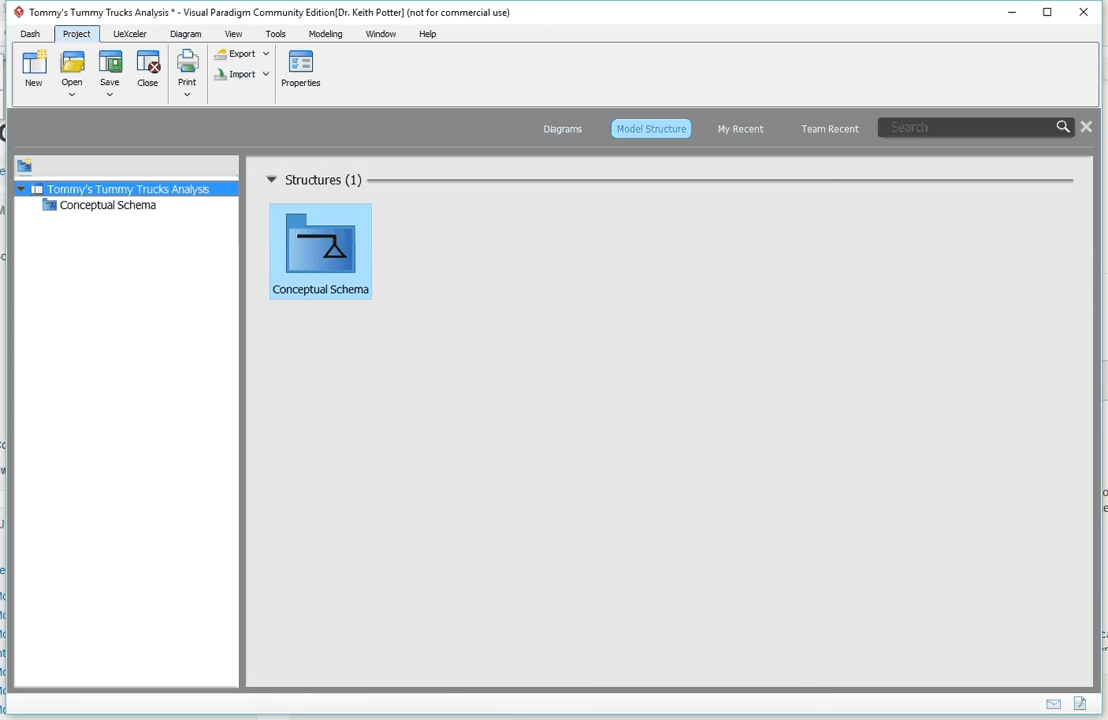 Tommy's Tummy Trucks Analysis * - Visual Paradigm Community Edition[Dr. Keith Potter] (not for commercial use)
Dash Project UeXceler Diagram View Tools Modeling Window Help
New Open Save Close Print Export Import Properties
Diagrams Model Structure My Recent Team Recent Search
Tommy's Tummy Trucks Analysis
Conceptual Schema
Structures (1)
Conceptual Schema